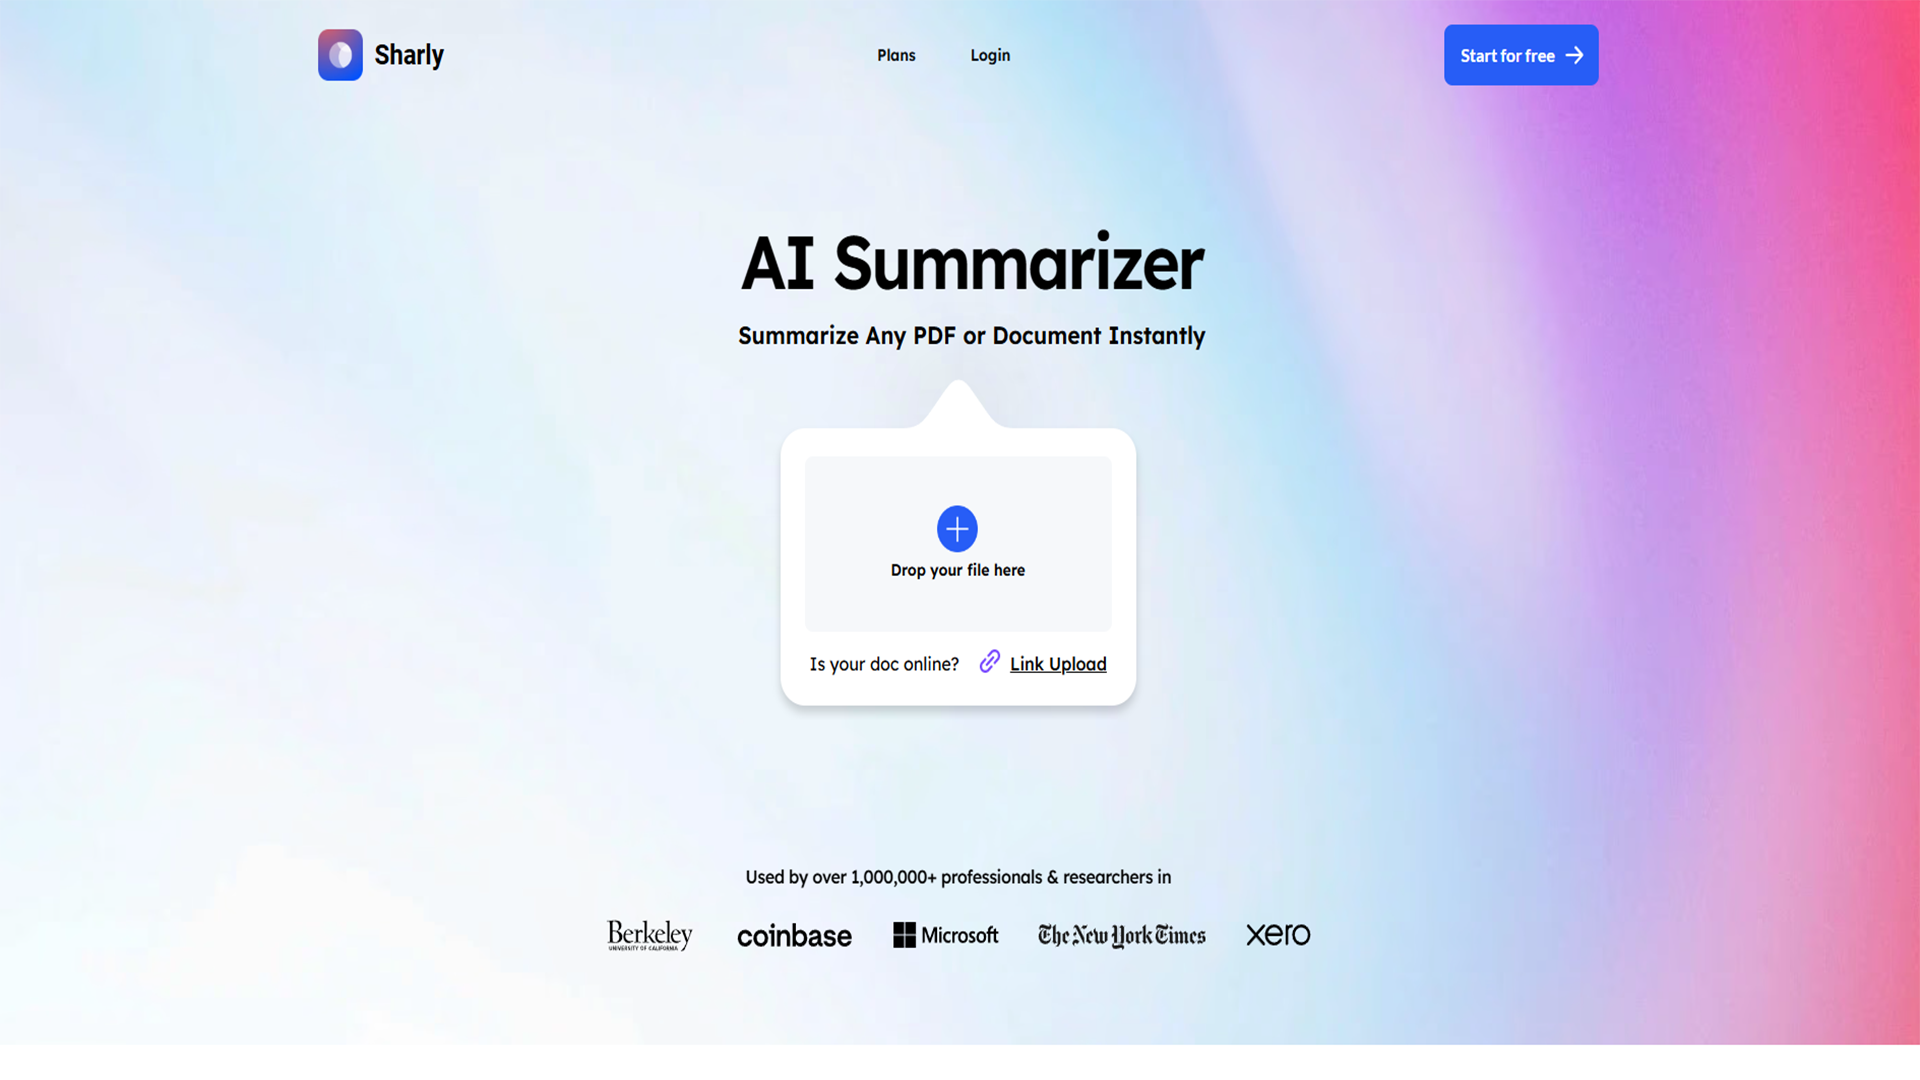 Sharly
Plans
Login
Start for free
AI Summarizer
Summarize Any PDF or Document Instantly
Drop your file here
Is your doc online?
Link Upload
Used by over 1,000,000+ professionals & researchers in
Berkeley
UNIVERSITY OF CALIFORNIA
coinbase
Microsoft
The New York Times
xero